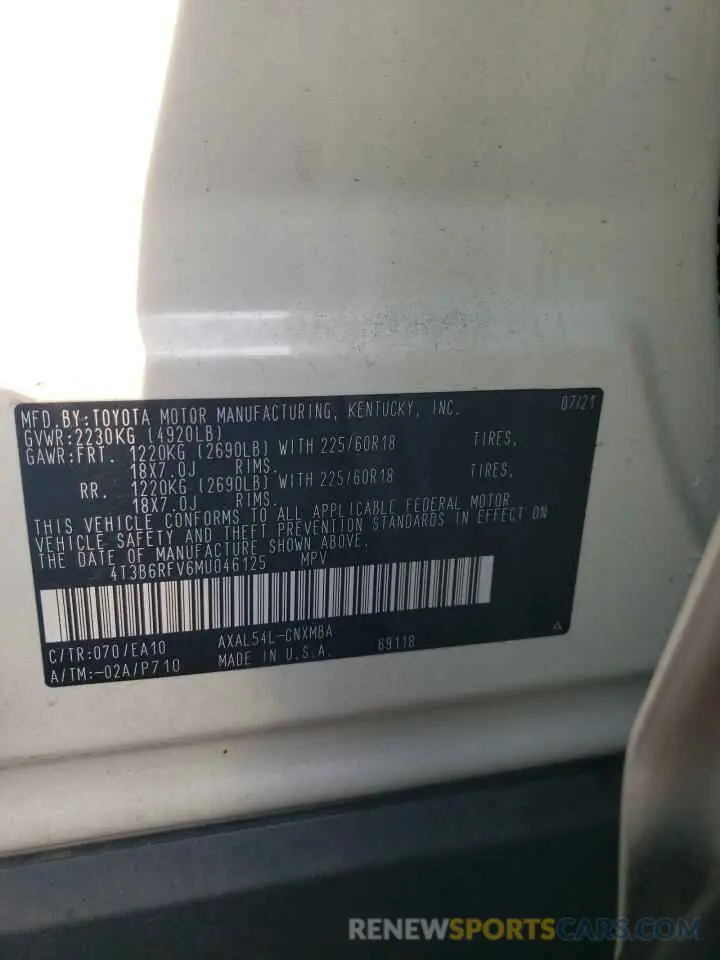 MFD.BY:TOYOTA MOTOR MANUFACTURING, KENTUCKY, INC. 07/21
GVWR:2230KG (4920LB)
GAWR:FRT. 1220KG (2690LB) WITH 225/60R18 TIRES,
18X7.0J RIMS.
RR. 1220KG (2690LB) WITH 225/60R18 TIRES,
18X7.0J RIMS.
THIS VEHICLE CONFORMS TO ALL APPLICABLE FEDERAL MOTOR
VEHICLE SAFETY AND THEFT PREVENTION STANDARDS IN EFFECT ON
THE DATE OF MANUFACTURE SHOWN ABOVE.
4T3B6RFV6MU046125 MPV
C/TR:070/EA10 AXAL54L-CNXMBA 69118
A/TM:-02A/P710 MADE IN U.S.A.
RENEWSPORTSCARS.COM